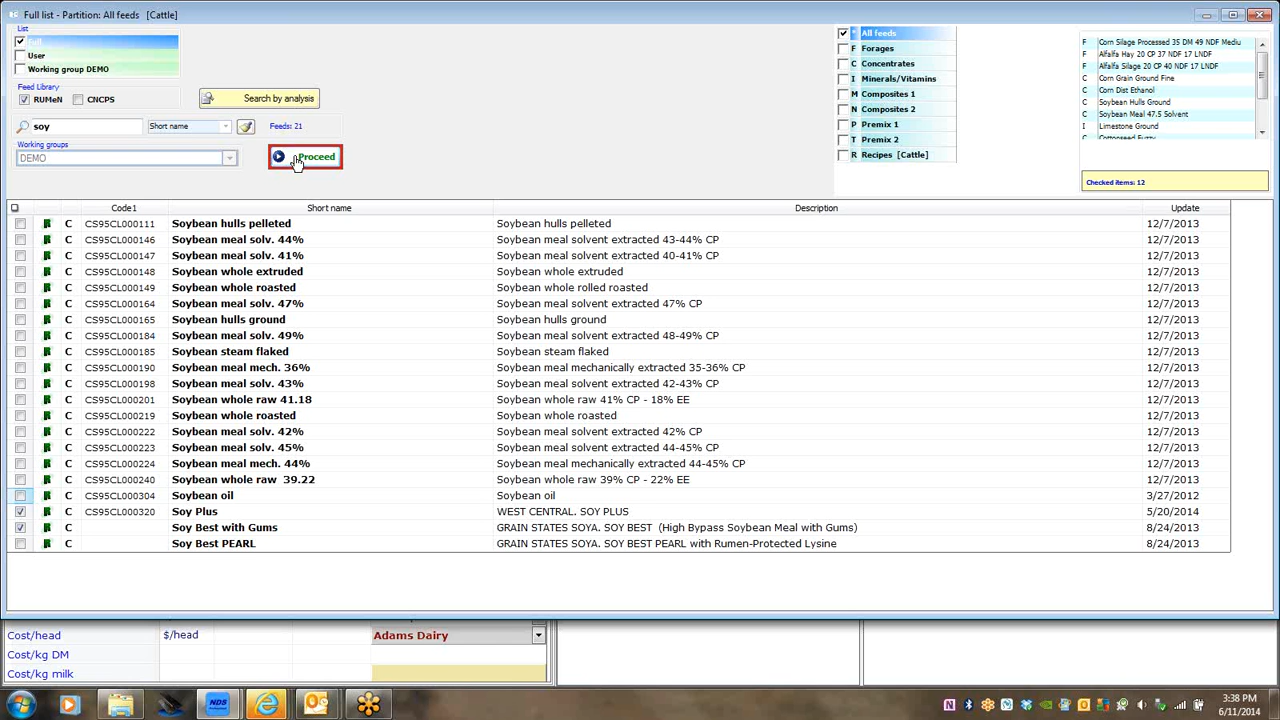 Full list - Partition: All feeds [Cattle]
List
Full
User
Working group DEMO
Feed Library
RUMeN CNCPS
Search by analysis
soy Short name Feeds: 21
Working groups
DEMO
Proceed
* All feeds
F Forages
C Concentrates
I Minerals/Vitamins
M Composites 1
N Composites 2
P Premix 1
T Premix 2
R Recipes [Cattle]
F Corn Silage Processed 35 DM 49 NDF Mediu
F Alfalfa Hay 20 CP 37 NDF 17 LNDF
F Alfalfa Silage 20 CP 40 NDF 17 LNDF
C Corn Grain Ground Fine
C Corn Dist Ethanol
C Soybean Hulls Ground
C Soybean Meal 47.5 Solvent
I Limestone Ground
C Cottonseed Fuzzy
Checked items: 12
Code1 Short name Description Update
C CS95CL000111 Soybean hulls pelleted Soybean hulls pelleted 12/7/2013
C CS95CL000146 Soybean meal solv. 44% Soybean meal solvent extracted 43-44% CP 12/7/2013
C CS95CL000147 Soybean meal solv. 41% Soybean meal solvent extracted 40-41% CP 12/7/2013
C CS95CL000148 Soybean whole extruded Soybean whole extruded 12/7/2013
C CS95CL000149 Soybean whole roasted Soybean whole rolled roasted 12/7/2013
C CS95CL000164 Soybean meal solv. 47% Soybean meal solvent extracted 47% CP 12/7/2013
C CS95CL000165 Soybean hulls ground Soybean hulls ground 12/7/2013
C CS95CL000184 Soybean meal solv. 49% Soybean meal solvent extracted 48-49% CP 12/7/2013
C CS95CL000185 Soybean steam flaked Soybean steam flaked 12/7/2013
C CS95CL000190 Soybean meal mech. 36% Soybean meal mechanically extracted 35-36% CP 12/7/2013
C CS95CL000198 Soybean meal solv. 43% Soybean meal solvent extracted 42-43% CP 12/7/2013
C CS95CL000201 Soybean whole raw 41.18 Soybean whole raw 41% CP - 18% EE 12/7/2013
C CS95CL000219 Soybean whole roasted Soybean whole roasted 12/7/2013
C CS95CL000222 Soybean meal solv. 42% Soybean meal solvent extracted 42% CP 12/7/2013
C CS95CL000223 Soybean meal solv. 45% Soybean meal solvent extracted 44-45% CP 12/7/2013
C CS95CL000224 Soybean meal mech. 44% Soybean meal mechanically extracted 44-45% CP 12/7/2013
C CS95CL000240 Soybean whole raw 39.22 Soybean whole raw 39% CP - 22% EE 12/7/2013
C CS95CL000304 Soybean oil Soybean oil 3/27/2012
C CS95CL000320 Soy Plus WEST CENTRAL. SOY PLUS 5/20/2014
C Soy Best with Gums GRAIN STATES SOYA. SOY BEST (High Bypass Soybean Meal with Gums) 8/24/2013
C Soy Best PEARL GRAIN STATES SOYA. SOY BEST PEARL with Rumen-Protected Lysine 8/24/2013
Cost/head $/head Adams Dairy
Cost/kg DM
Cost/kg milk
NDS
3:38 PM
6/11/2014